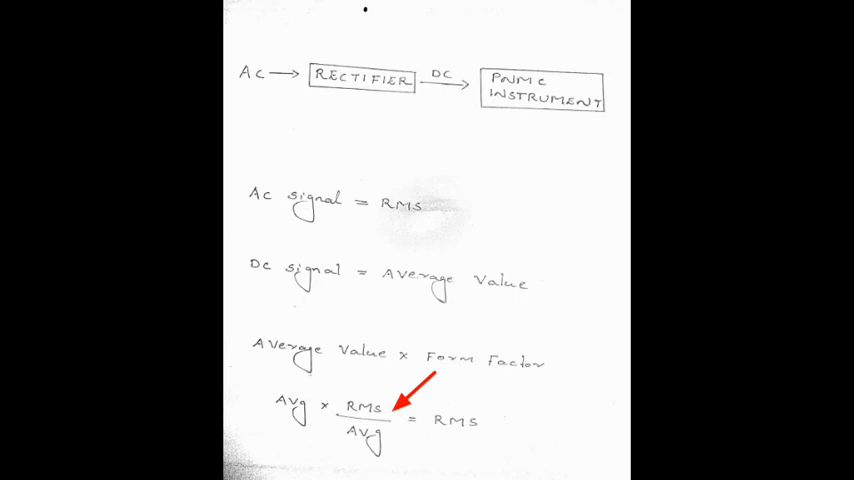 AC → RECTIFIER DC → PMMC INSTRUMENT
AC signal = RMS
DC signal = Average Value
Average Value × Form Factor
Avg × RMS / Avg = RMS